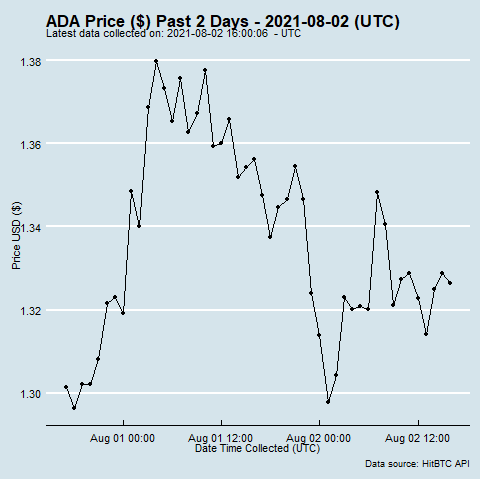 ADA Price ($) Past 2 Days - 2021-08-02 (UTC)
Latest data collected on: 2021-08-02 16:00:06 - UTC
1.38
1.36
1.34
1.32
1.30
Price USD ($)
Aug 01 00:00 Aug 01 12:00 Aug 02 00:00 Aug 02 12:00
Date Time Collected (UTC)
Data source: HitBTC API